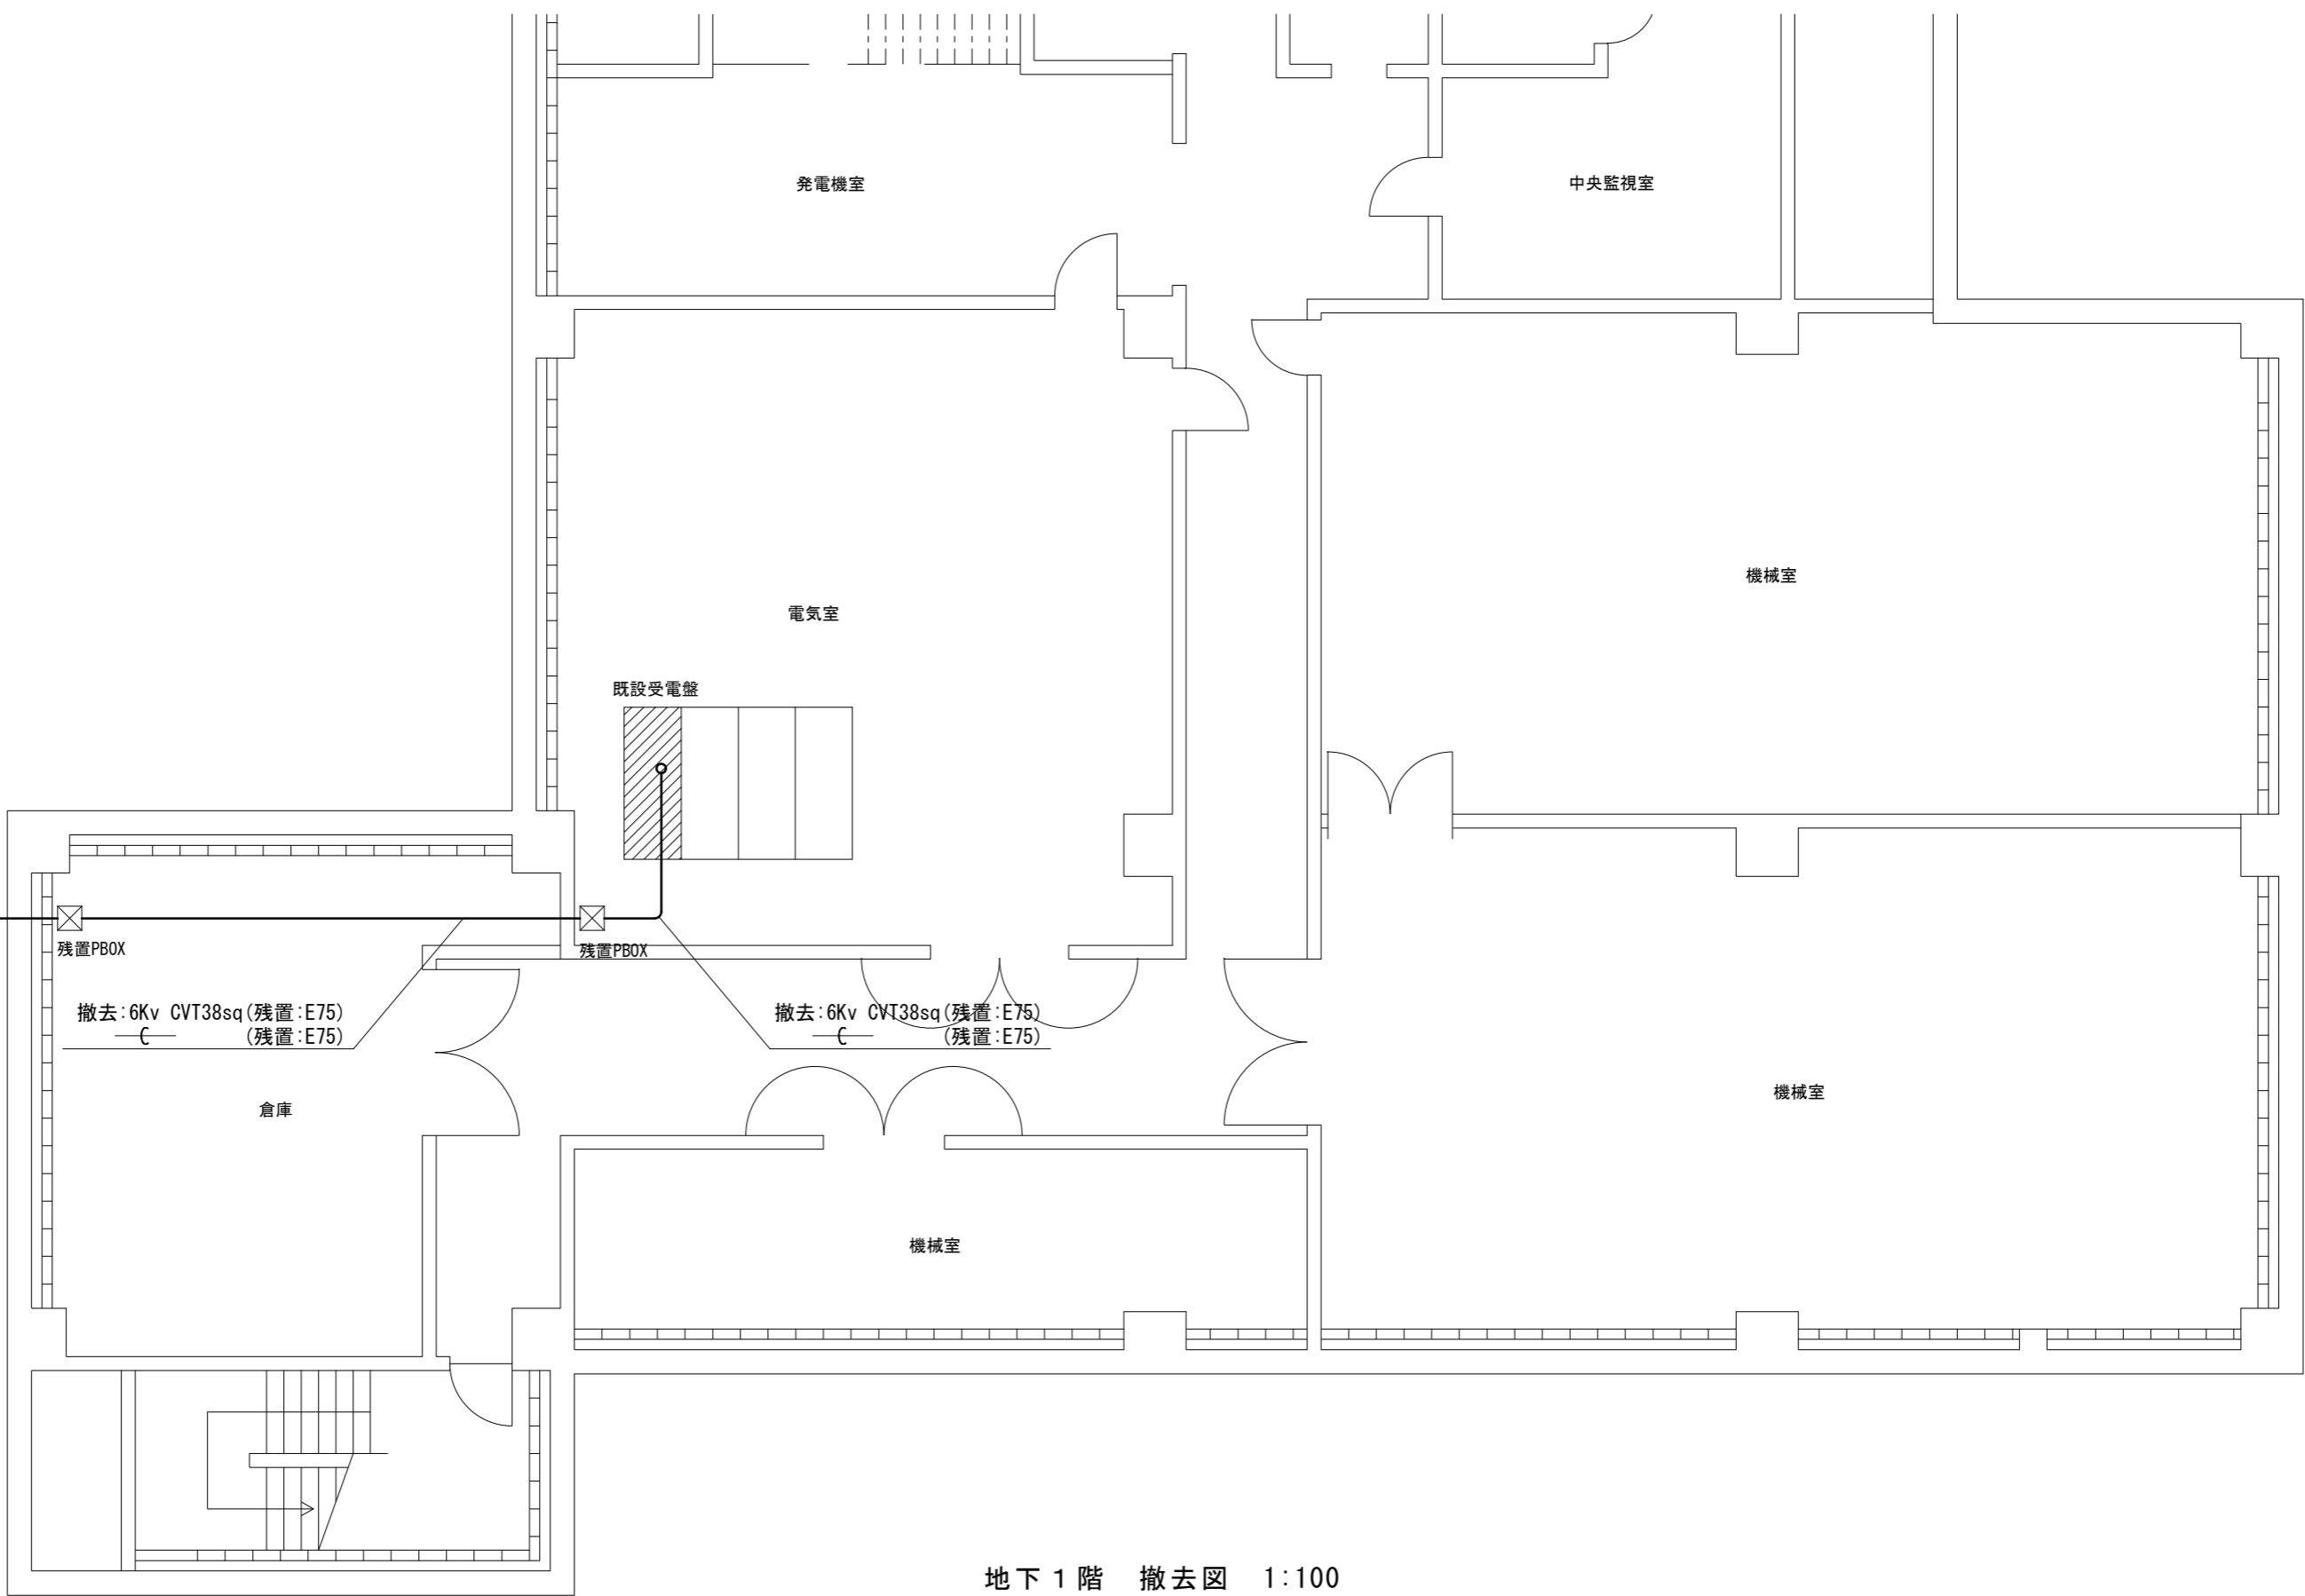 発電機室
中央監視室
機械室
電気室
既設受電盤
残置PBOX
残置PBOX
撤去:6Kv CVT38sq(残置:E75)
C (残置:E75)
撤去:6Kv CVT38sq(残置:E75)
C (残置:E75)
倉庫
機械室
機械室
地下1階 撤去図 1:100